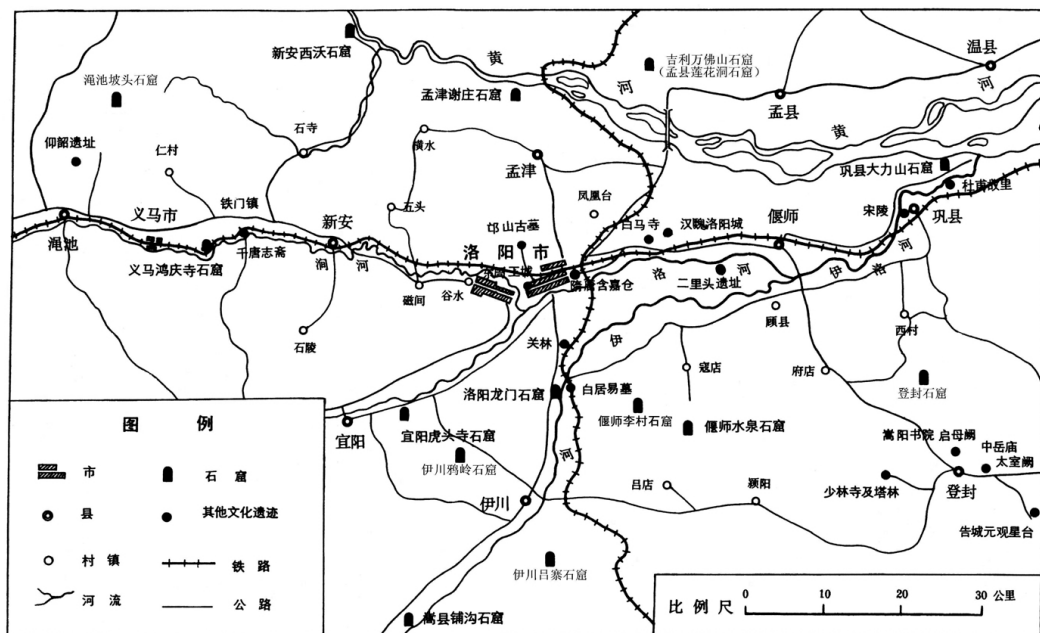 新安西沃石窟
黄
河
吉利万佛山石窟
(孟县莲花洞石窟)
温县
河
渑池坡头石窟
孟津谢庄石窟
孟县
黄
仰韶遗址
仁村
石寺
横水
孟津
巩县大力山石窟
杜甫故里
义马市
铁门镇
新安
五头
凤凰台
宋陵
巩县
邙山古墓
白马寺
汉魏洛阳城
偃师
渑池
义马鸿庆寺石窟
千唐志斋
涧
河
洛阳市
东周王城
隋唐含嘉仓
洛
河
二里头遗址
伊
洛
河
磁间
谷水
石陵
关林
伊
顾县
西村
寇店
府店
洛阳龙门石窟
白居易墓
偃师李村石窟
偃师水泉石窟
登封石窟
宜阳
宜阳虎头寺石窟
伊川鸦岭石窟
河
嵩阳书院
启母阙
中岳庙
太室阙
伊川
吕店
颍阳
少林寺及塔林
登封
告城元观星台
伊川吕寨石窟
嵩县铺沟石窟
图例
市
石窟
县
其他文化遗迹
村镇
铁路
河流
公路
比例尺
0 10 20 30 公里